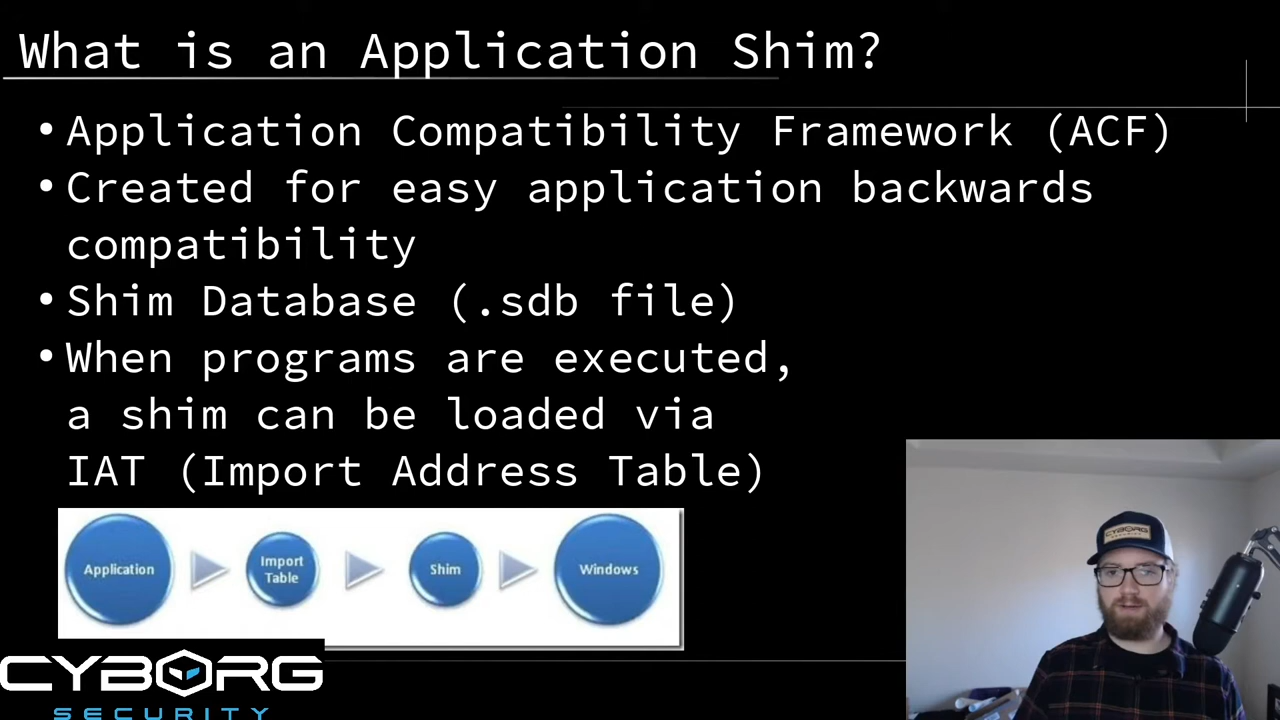 What is an Application Shim?
• Application Compatibility Framework (ACF)
• Created for easy application backwards
compatibility
• Shim Database (.sdb file)
• When programs are executed,
a shim can be loaded via
IAT (Import Address Table)
Application
Import
Table
Shim
Windows
CYBORG
SECURITY
CYBORG